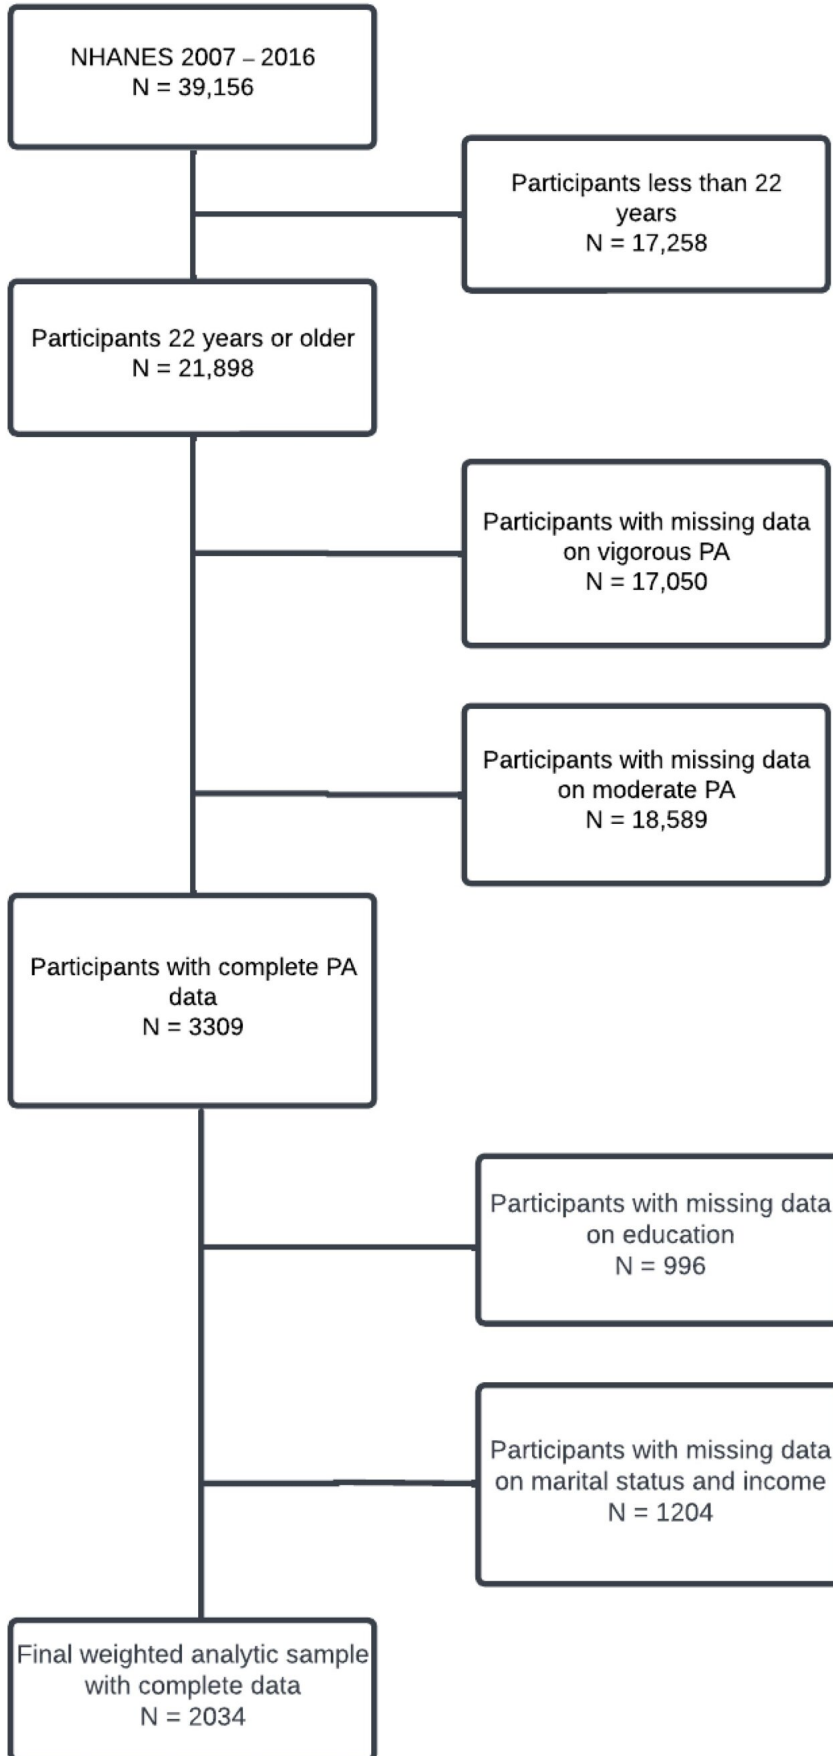 NHANES 2007 – 2016
N = 39,156
Participants less than 22
years
N = 17,258
Participants 22 years or older
N = 21,898
Participants with missing data
on vigorous PA
N = 17,050
Participants with missing data
on moderate PA
N = 18,589
Participants with complete PA
data
N = 3309
Participants with missing data
on education
N = 996
Participants with missing data
on marital status and income
N = 1204
Final weighted analytic sample
with complete data
N = 2034